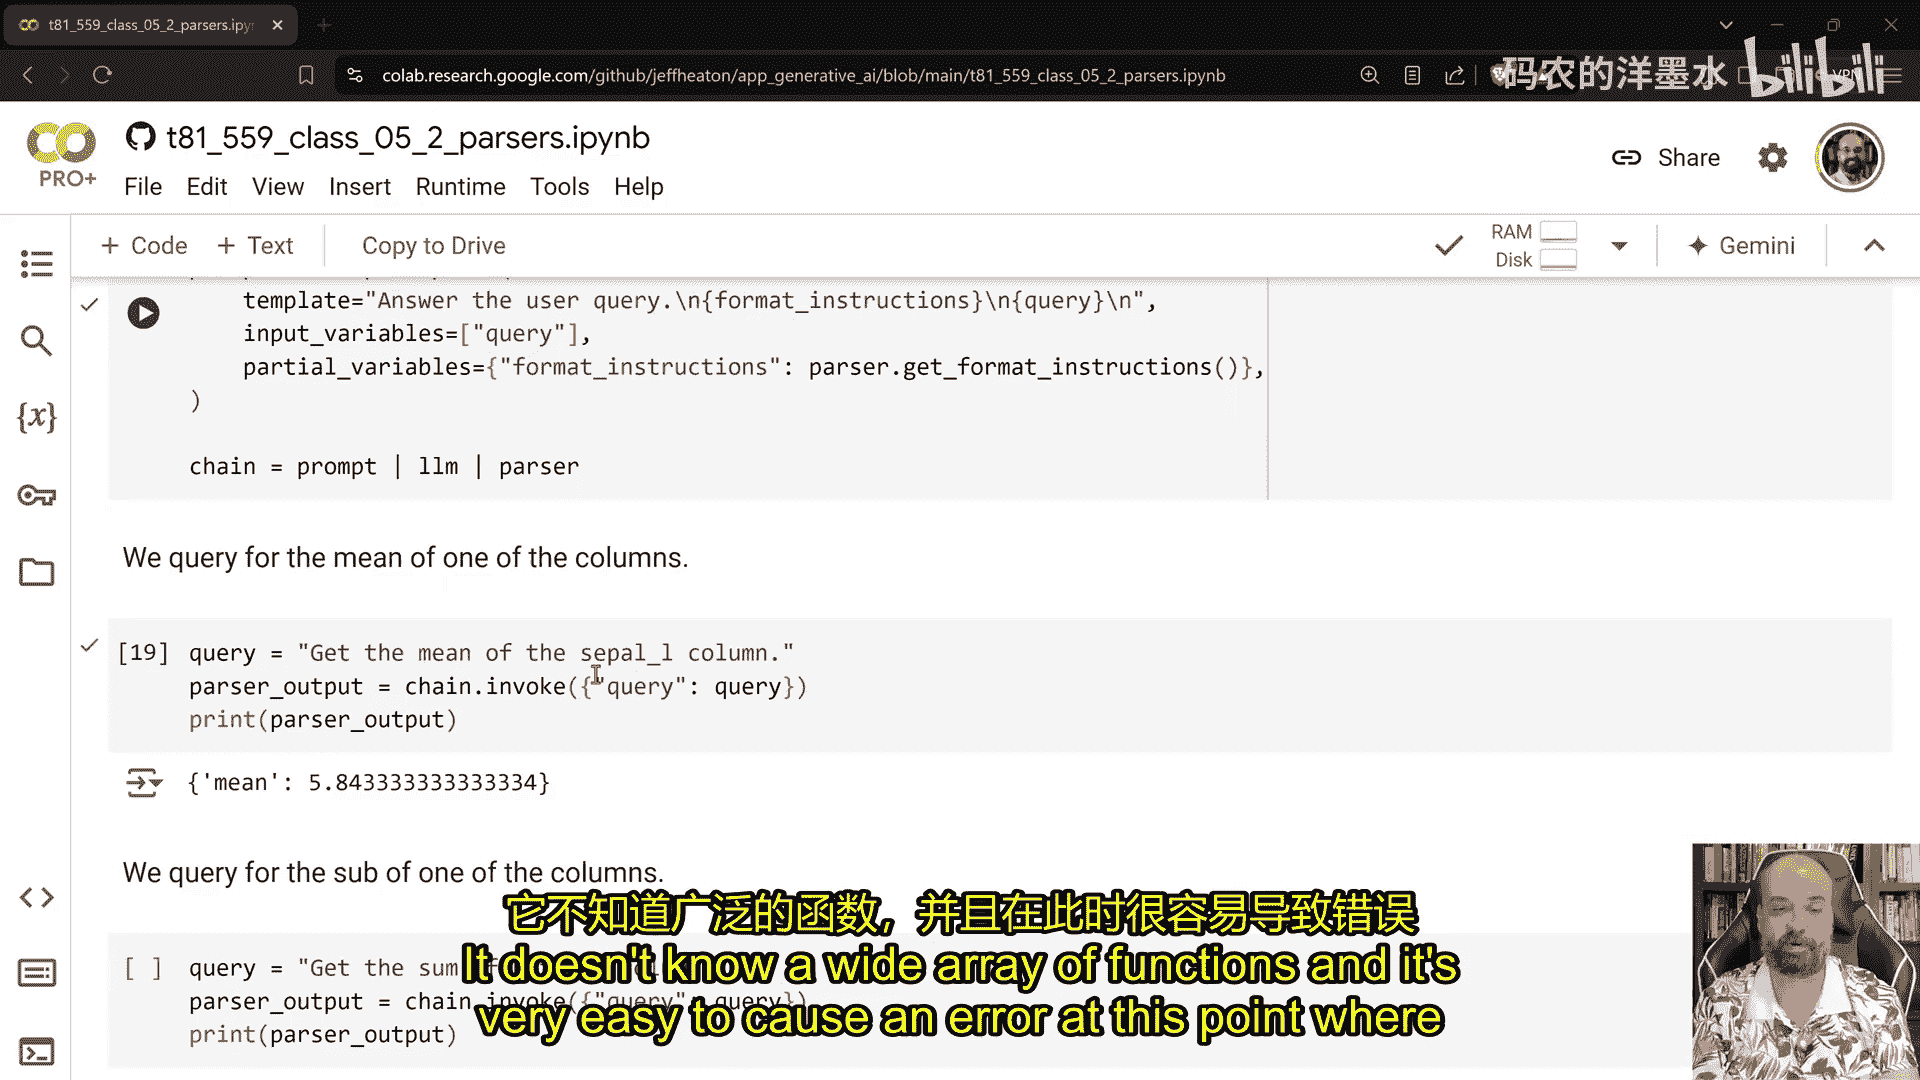 t81_559_class_05_2_parsers.ipy
colab.research.google.com/github/jeffheaton/app_generative_ai/blob/main/t81_559_class_05_2_parsers.ipynb
码农的洋墨水 bilibili
VPN
t81_559_class_05_2_parsers.ipynb
PRO+
File Edit View Insert Runtime Tools Help
Share
+ Code + Text Copy to Drive
RAM
Disk
Gemini
template="Answer the user query.\n{format_instructions}\n{query}\n",
input_variables=["query"],
partial_variables={"format_instructions": parser.get_format_instructions()},
)
chain = prompt | llm | parser
We query for the mean of one of the columns.
[19] query = "Get the mean of the sepal_l column."
parser_output = chain.invoke({"query": query})
print(parser_output)
{'mean': 5.843333333333334}
We query for the sub of one of the columns.
[ ] query = "Get the sum
parser_output = chain.invoke({"query": query})
print(parser_output)
它不知道广泛的函数，并且在此时很容易导致错误
It doesn't know a wide array of functions and it's
very easy to cause an error at this point where